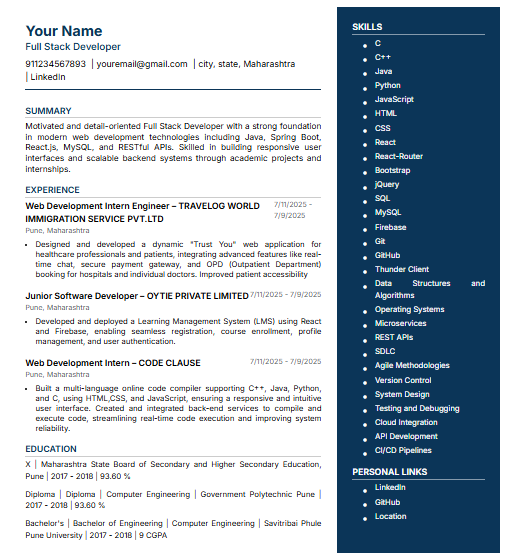 Your Name
Full Stack Developer
911234567893 | youremail@gmail.com | city, state, Maharashtra
| LinkedIn
SUMMARY
Motivated and detail-oriented Full Stack Developer with a strong foundation
in modern web development technologies including Java, Spring Boot,
React.js, MySQL, and RESTful APIs. Skilled in building responsive user
interfaces and scalable backend systems through academic projects and
internships.
EXPERIENCE
Web Development Intern Engineer – TRAVELOG WORLD
IMMIGRATION SERVICE PVT.LTD
7/11/2025 -
7/9/2025
Pune, Maharashtra
• Designed and developed a dynamic "Trust You" web application for
healthcare professionals and patients, integrating advanced features like real-
time chat, secure payment gateway, and OPD (Outpatient Department)
booking for hospitals and individual doctors. Improved patient accessibility
Junior Software Developer – OYTIE PRIVATE LIMITED 7/11/2025 - 7/9/2025
Pune, Maharashtra
• Developed and deployed a Learning Management System (LMS) using React
and Firebase, enabling seamless registration, course enrollment, profile
management, and user authentication.
Web Development Intern – CODE CLAUSE 7/11/2025 - 7/9/2025
Pune, Maharashtra
• Built a multi-language online code compiler supporting C++, Java, Python,
and C, using HTML,CSS, and JavaScript, ensuring a responsive and intuitive
user interface. Created and integrated back-end services to compile and
execute code, streamlining real-time code execution and improving system
reliability.
EDUCATION
X | Maharashtra State Board of Secondary and Higher Secondary Education,
Pune | 2017 - 2018 | 93.60 %
Diploma | Diploma | Computer Engineering | Government Polytechnic Pune |
2017 - 2018 | 93.60 %
Bachelor's | Bachelor of Engineering | Computer Engineering | Savitribai Phule
Pune University | 2017 - 2018 | 9 CGPA
SKILLS
• C
• C++
• Java
• Python
• JavaScript
• HTML
• CSS
• React
• React-Router
• Bootstrap
• jQuery
• SQL
• MySQL
• Firebase
• Git
• GitHub
• Thunder Client
• Data Structures and
Algorithms
• Operating Systems
• Microservices
• REST APIs
• SDLC
• Agile Methodologies
• Version Control
• System Design
• Testing and Debugging
• Cloud Integration
• API Development
• CI/CD Pipelines
PERSONAL LINKS
• LinkedIn
• GitHub
• Location